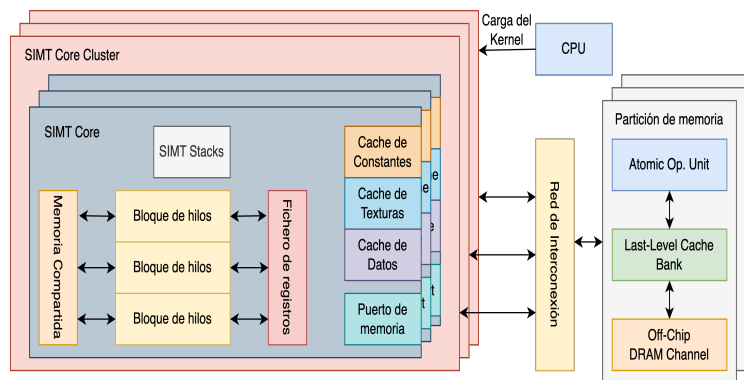 SIMT Core Cluster
Carga del
Kernel
CPU
SIMT Core
SIMT Stacks
Cache de
Constantes
Cache de
Texturas
Cache de
Datos
Puerto de
memoria
Memoria Compartida
Bloque de hilos
Bloque de hilos
Bloque de hilos
Fichero de registros
Red de Interconexión
Partición de memoria
Atomic Op. Unit
Last-Level Cache
Bank
Off-Chip
DRAM Channel